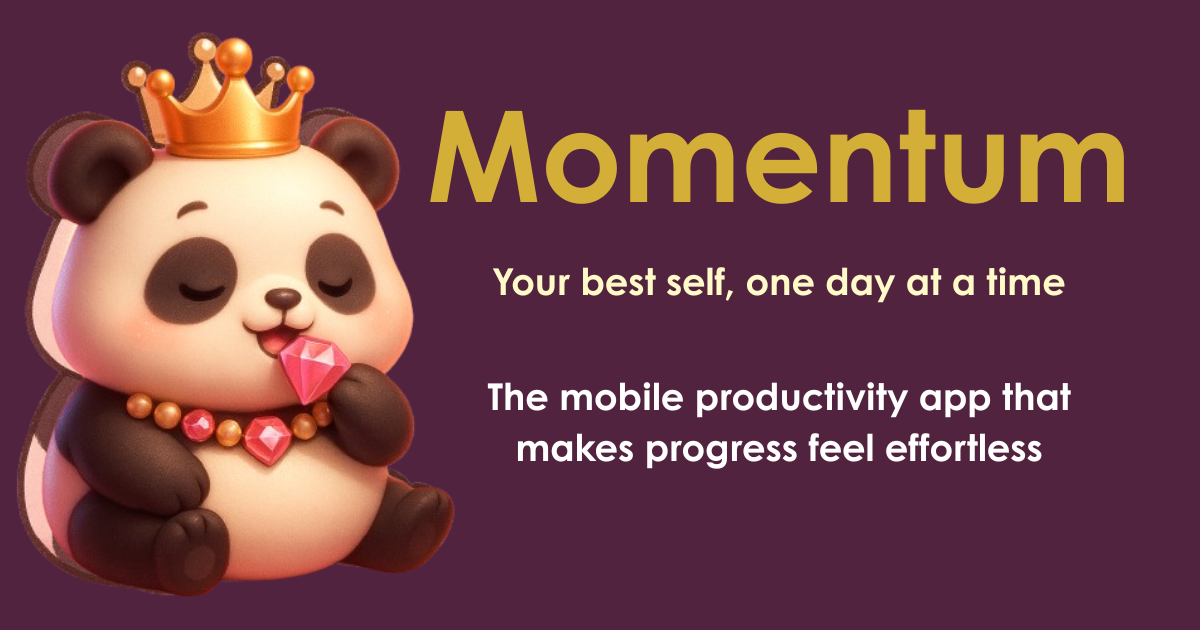 Momentum
Your best self, one day at a time
The mobile productivity app that
makes progress feel effortless